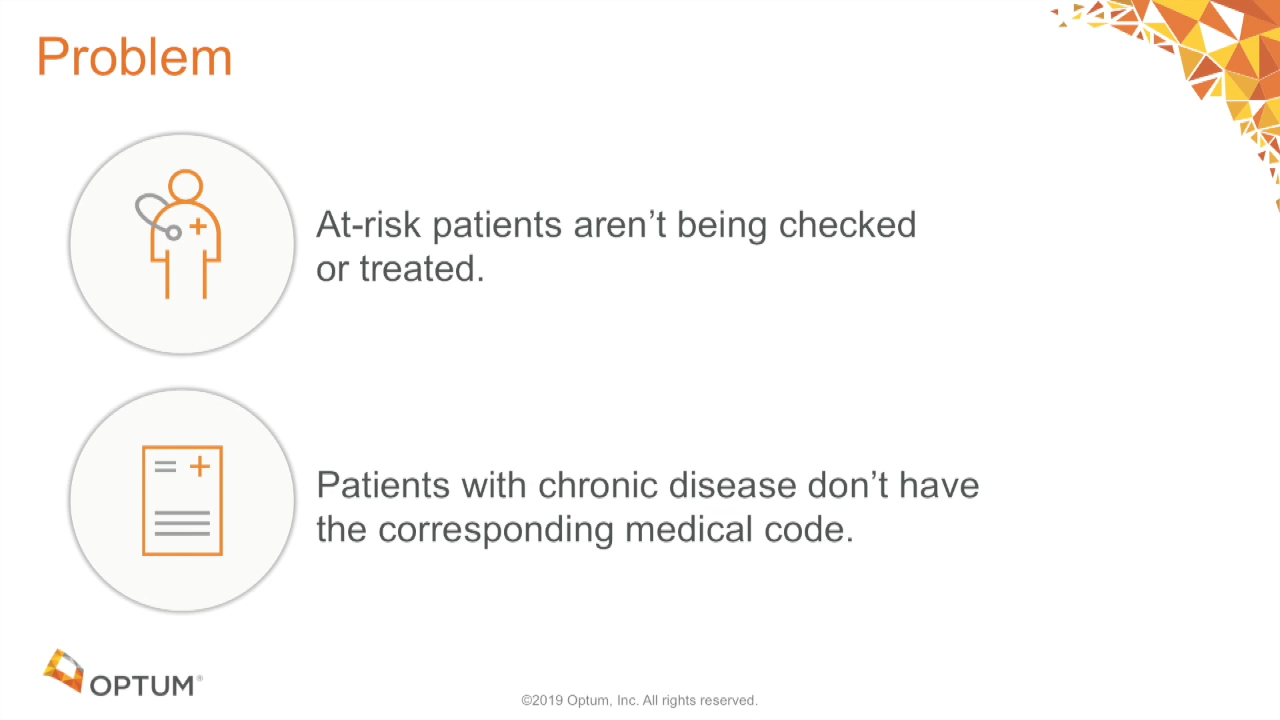 Problem
At-risk patients aren’t being checked
or treated.
Patients with chronic disease don’t have
the corresponding medical code.
OPTUM®
©2019 Optum, Inc. All rights reserved.